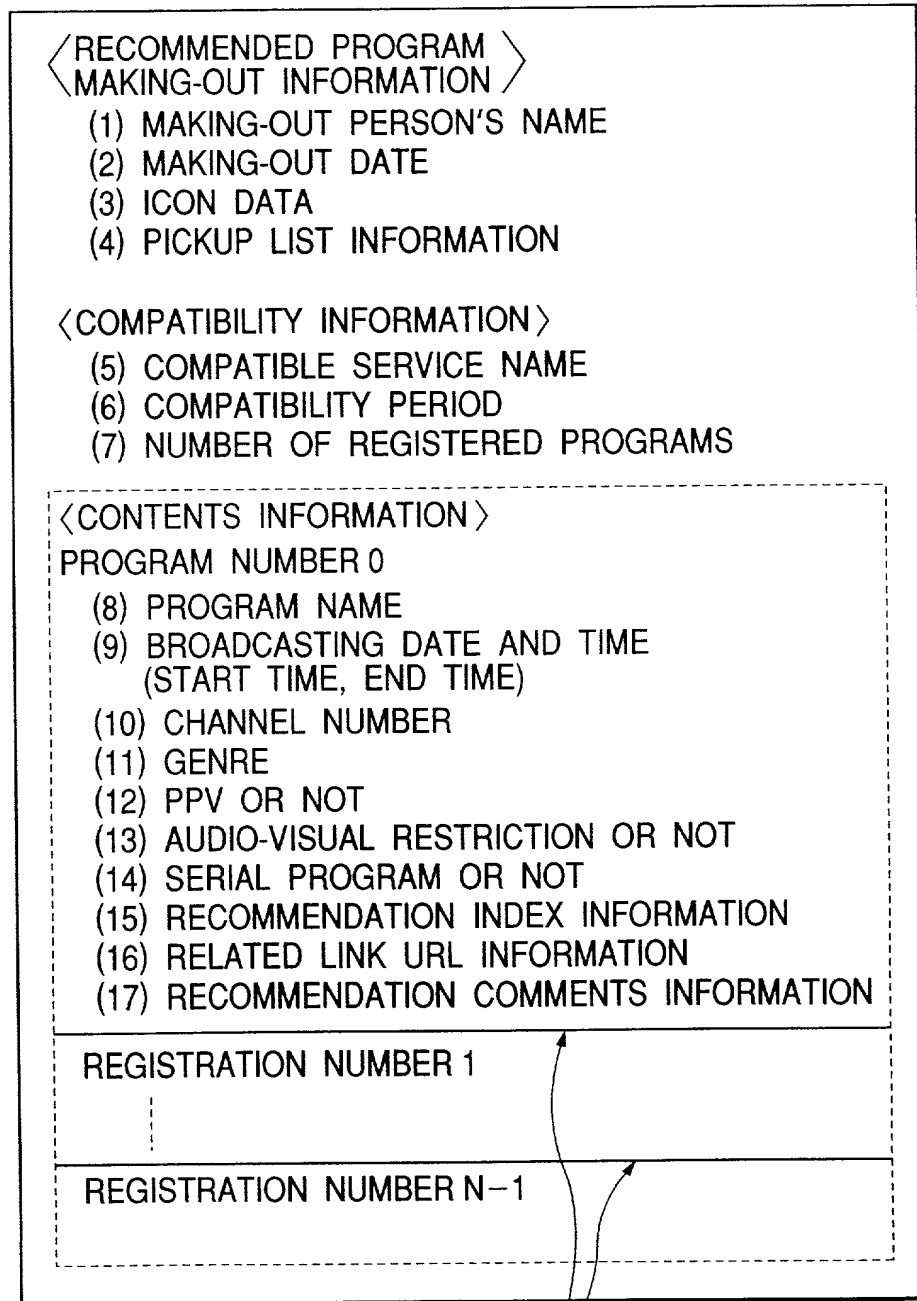 〈RECOMMENDED PROGRAM
MAKING-OUT INFORMATION〉
(1) MAKING-OUT PERSON'S NAME
(2) MAKING-OUT DATE
(3) ICON DATA
(4) PICKUP LIST INFORMATION
〈COMPATIBILITY INFORMATION〉
(5) COMPATIBLE SERVICE NAME
(6) COMPATIBILITY PERIOD
(7) NUMBER OF REGISTERED PROGRAMS
〈CONTENTS INFORMATION〉
PROGRAM NUMBER 0
(8) PROGRAM NAME
(9) BROADCASTING DATE AND TIME
(START TIME, END TIME)
(10) CHANNEL NUMBER
(11) GENRE
(12) PPV OR NOT
(13) AUDIO-VISUAL RESTRICTION OR NOT
(14) SERIAL PROGRAM OR NOT
(15) RECOMMENDATION INDEX INFORMATION
(16) RELATED LINK URL INFORMATION
(17) RECOMMENDATION COMMENTS INFORMATION
REGISTRATION NUMBER 1
REGISTRATION NUMBER N−1